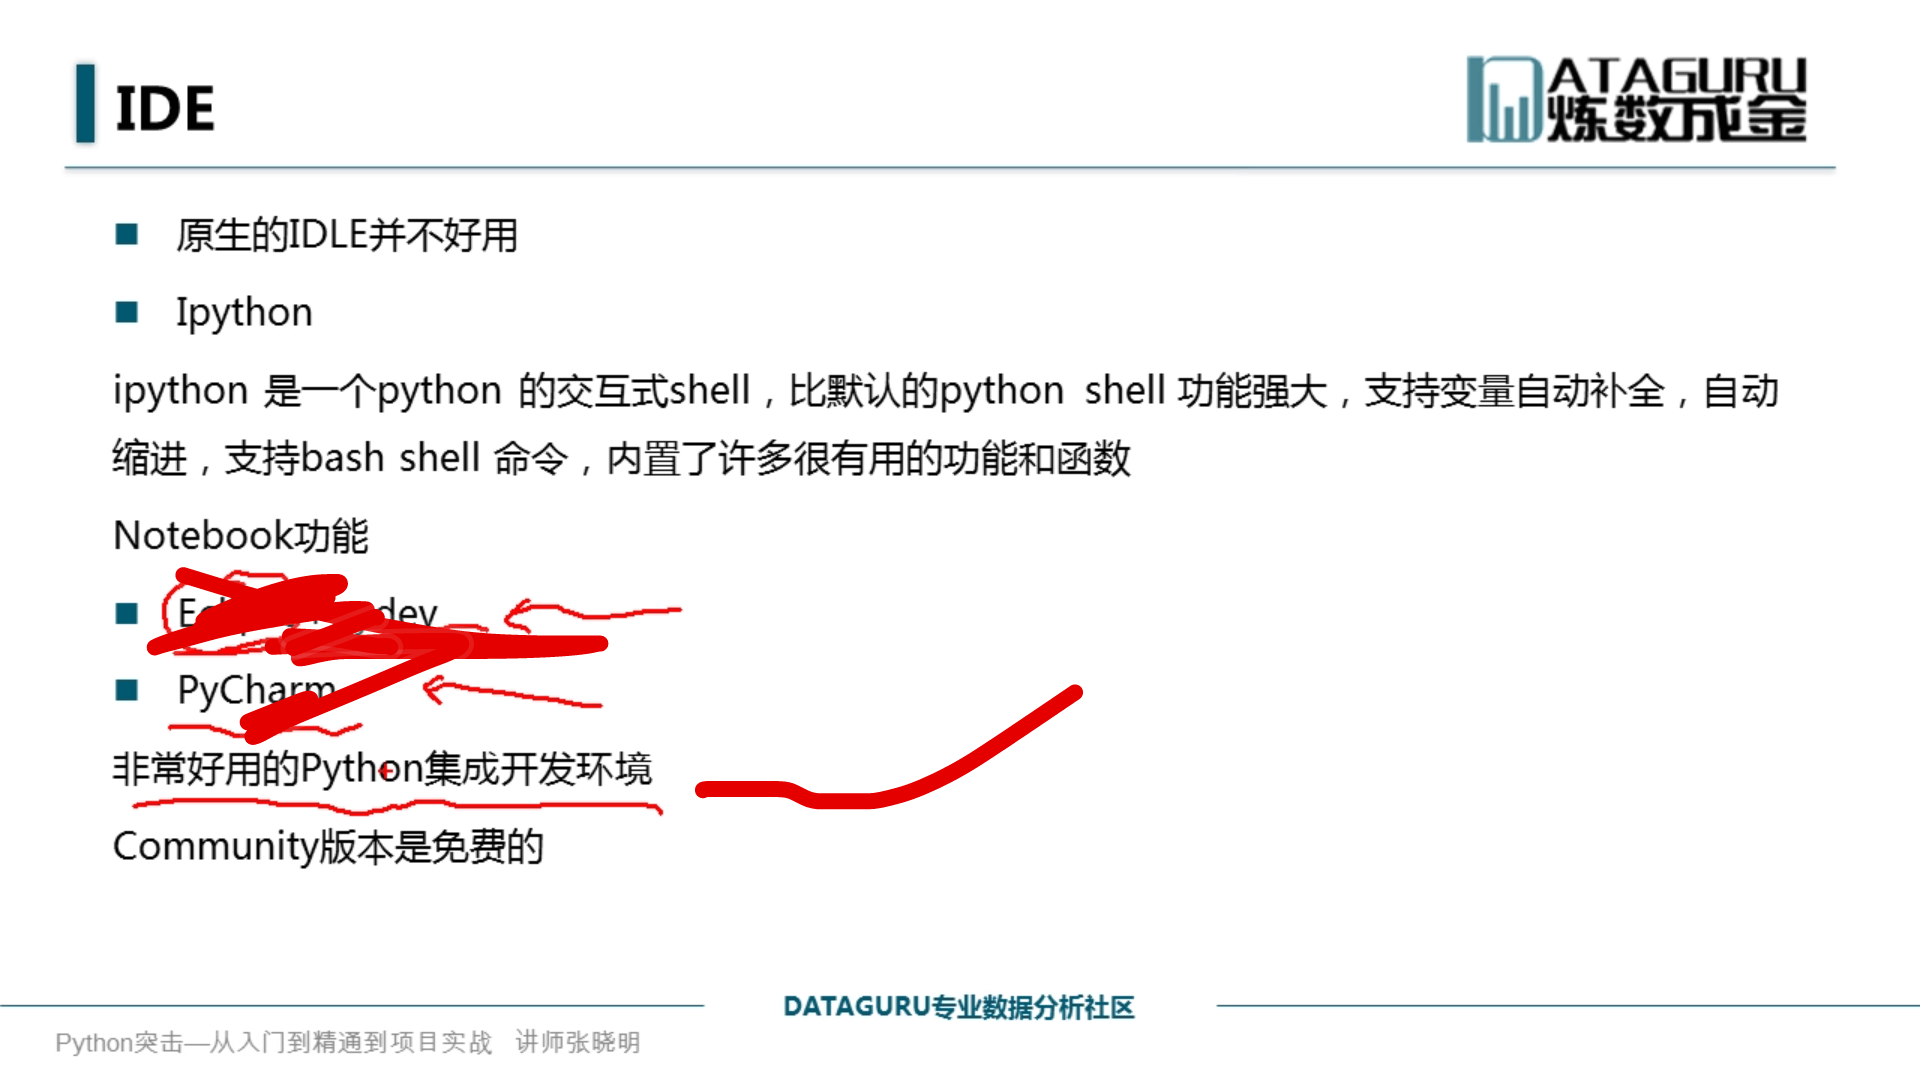 IDE
DATAGURU
炼数成金
原生的IDLE并不好用
Ipython
ipython 是一个python 的交互式shell，比默认的python shell 功能强大，支持变量自动补全，自动
缩进，支持bash shell 命令，内置了许多很有用的功能和函数
Notebook功能
PyCharm
非常好用的Python集成开发环境
Community版本是免费的
DATAGURU专业数据分析社区
Python突击—从入门到精通到项目实战 讲师张晓明